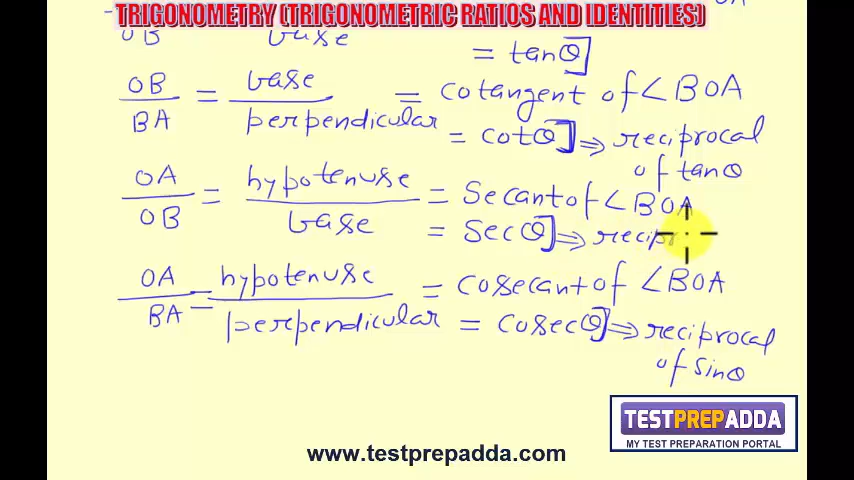 TRIGONOMETRY (TRIGONOMETRIC RATIOS AND IDENTITIES)
OB base
= tanθ]
OB/BA = base/perpendicular = cotangent of ∠BOA
= cotθ] ⇒ reciprocal
of tanθ
OA/OB = hypotenuse/base = Secant of ∠BOA
= Secθ] ⇒ recip
OA/BA = hypotenuse/perpendicular = cosecant of ∠BOA
= cosecθ] ⇒ reciprocal
of sinθ
TESTPREPADDA
MY TEST PREPARATION PORTAL
www.testprepadda.com